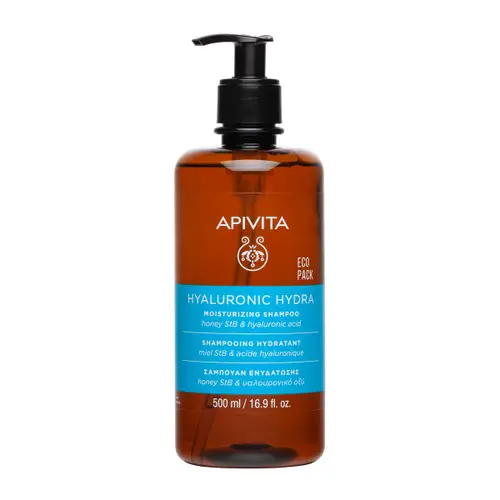 APIVITA
ECO
PACK
HYALURONIC HYDRA
MOISTURIZING SHAMPOO
honey StB & hyaluronic acid
SHAMPOOING HYDRATANT
miel StB & acide hyaluronique
ΣΑΜΠΟΥΑΝ ΕΝΥΔΑΤΩΣΗΣ
honey StB & υαλουρονικό οξύ
500 ml / 16.9 fl. oz.